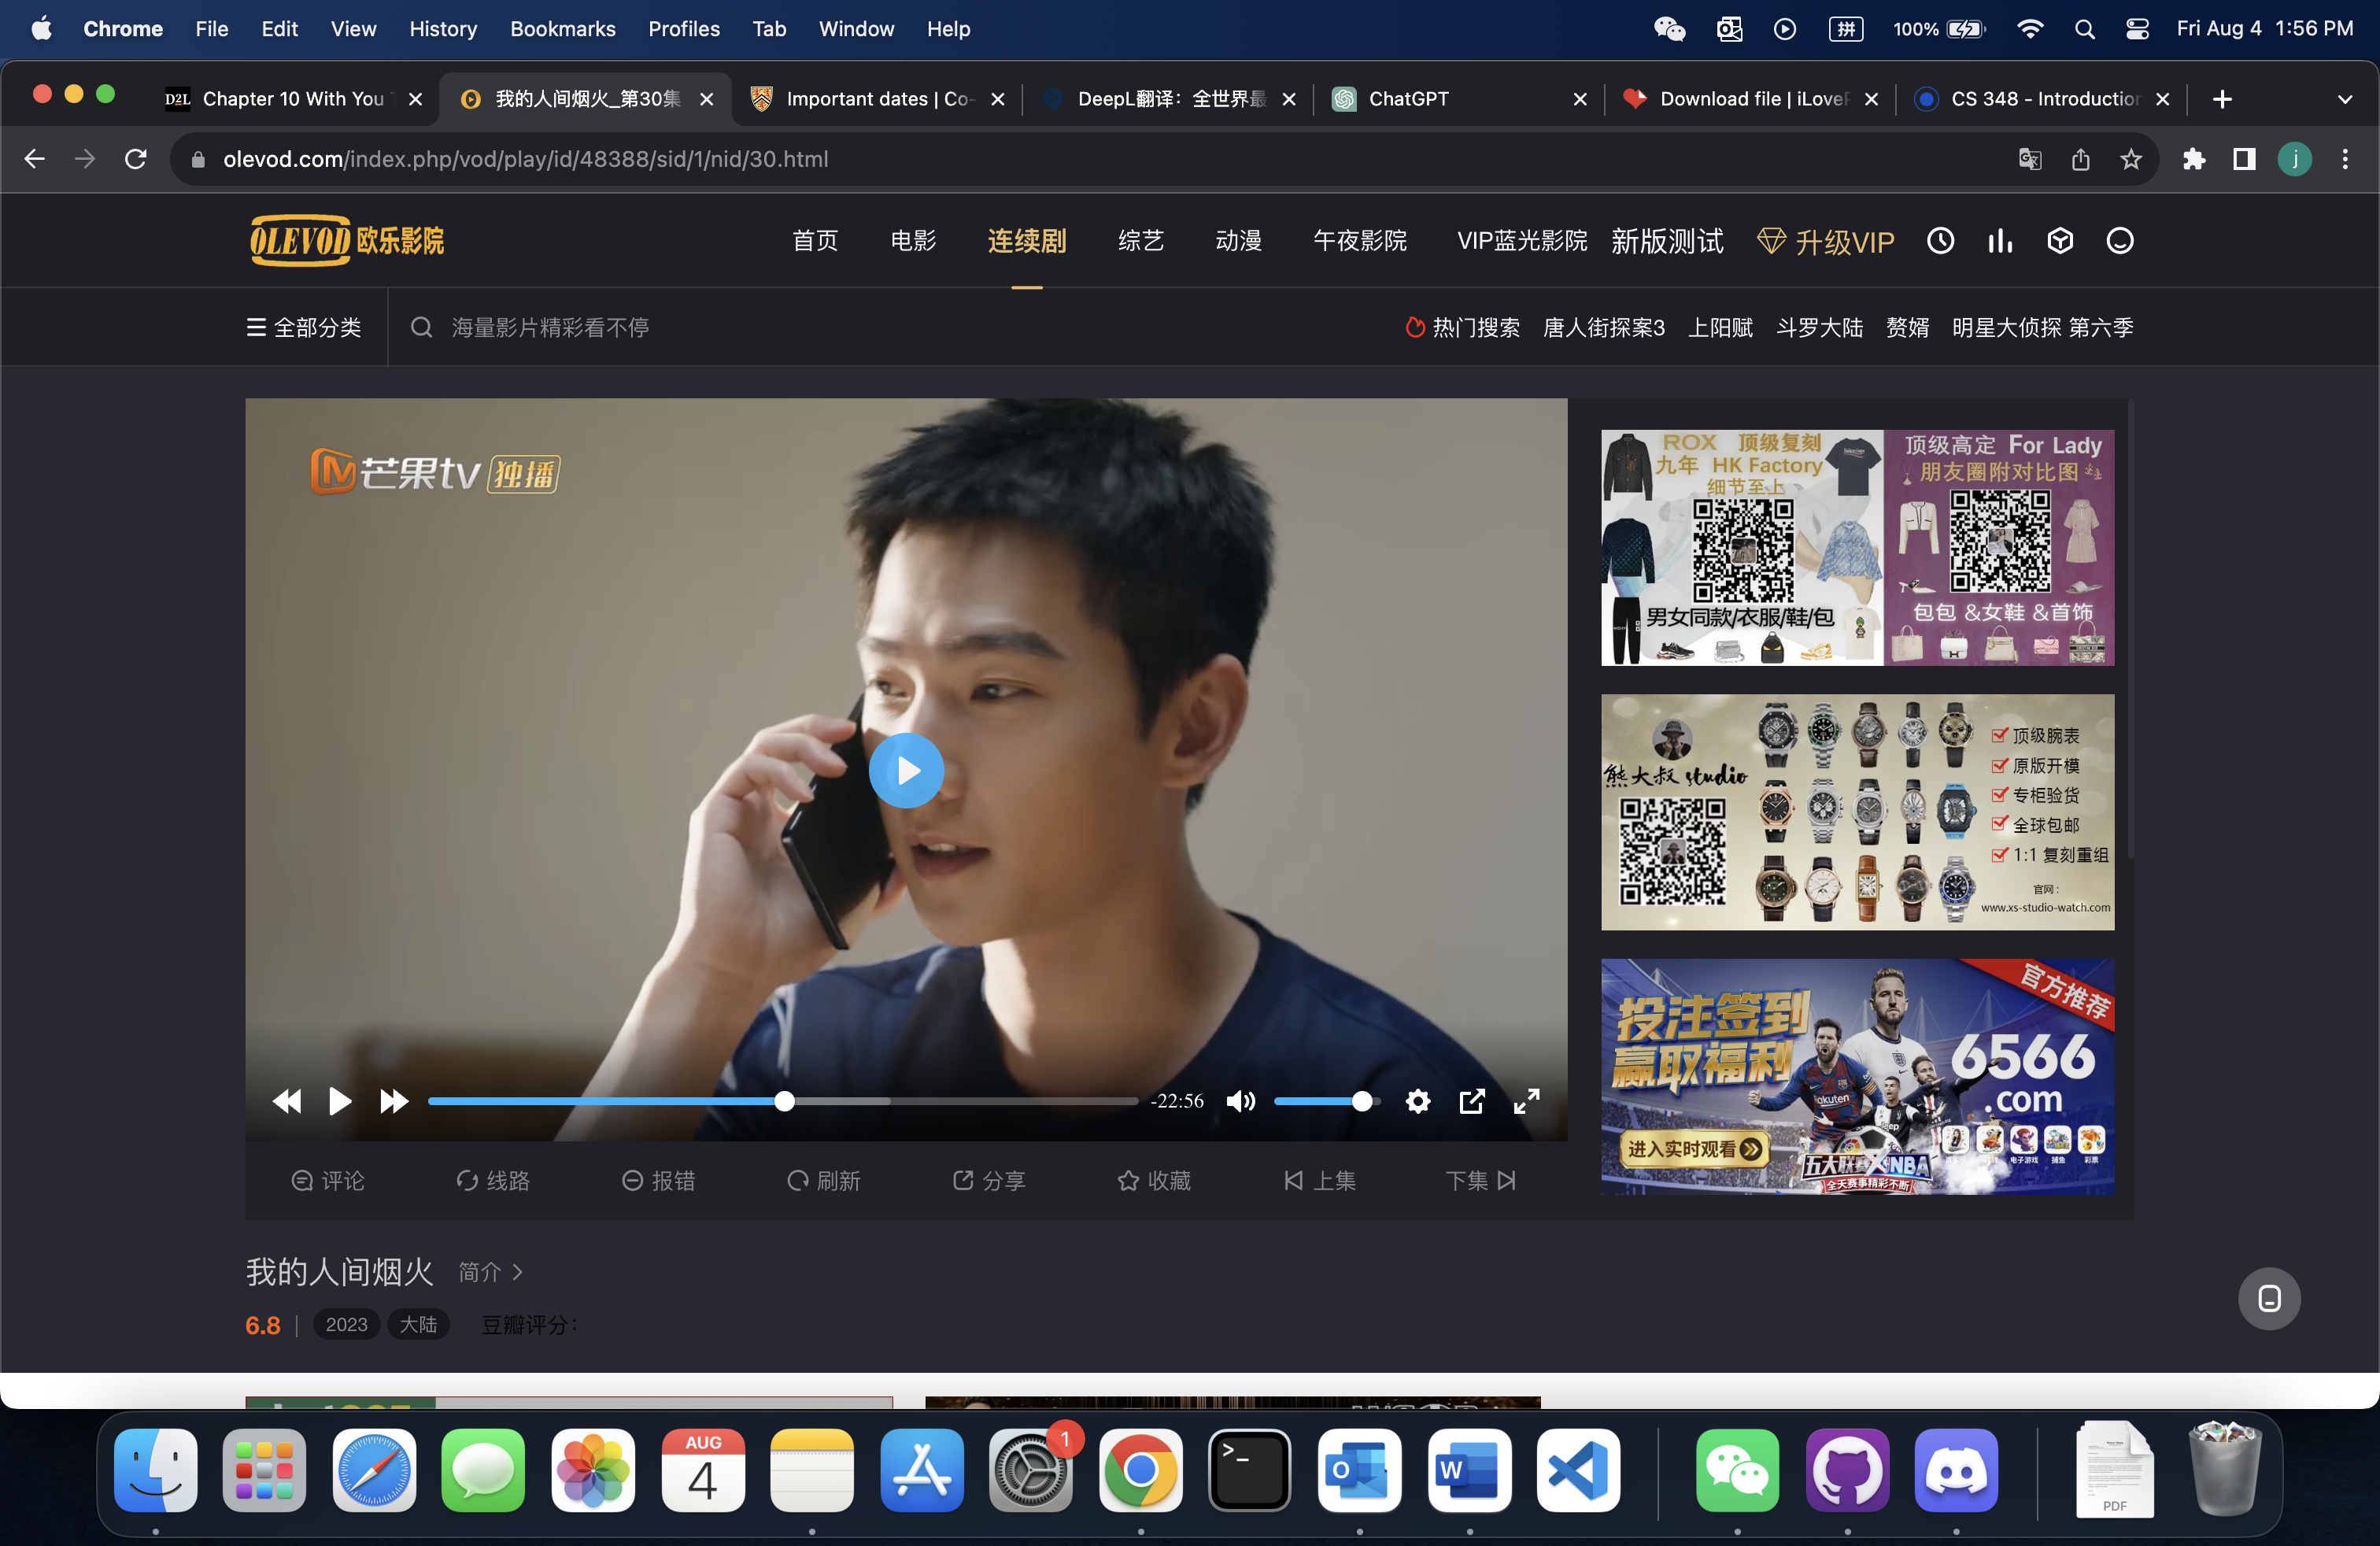 Chrome File Edit View History Bookmarks Profiles Tab Window Help
拼 100% Fri Aug 4 1:56 PM
D2L Chapter 10 With You
我的人间烟火_第30集
Important dates | Co-
DeepL翻译：全世界最
ChatGPT
Download file | iLoveP
CS 348 - Introduction
olevod.com/index.php/vod/play/id/48388/sid/1/nid/30.html
j
OLEVOD 欧乐影院
首页 电影 连续剧 综艺 动漫 午夜影院 VIP蓝光影院 新版测试 升级VIP
全部分类 海量影片精彩看不停
热门搜索 唐人街探案3 上阳赋 斗罗大陆 赘婿 明星大侦探 第六季
芒果tv 独播
ROX 顶级复刻
九年 HK Factory
细节至上
男女同款/衣服/鞋/包
顶级高定 For Lady
朋友圈附对比图
包包 &女鞋 &首饰
熊大叔 studio
顶级腕表
原版开模
专柜验货
全球包邮
1:1 复刻重组
官网：
www.xs-studio-watch.com
官方推荐
投注签到
赢取福利
6566
.com
Rakuten
Jeep
进入实时观看
五大联赛 NBA
全天赛事精彩不断
电子游戏 捕鱼 彩票
-22:56
评论 线路 报错 刷新 分享 收藏 上集 下集
我的人间烟火 简介
6.8 2023 大陆 豆瓣评分：
AUG
4
1
>_
O
W
PDF